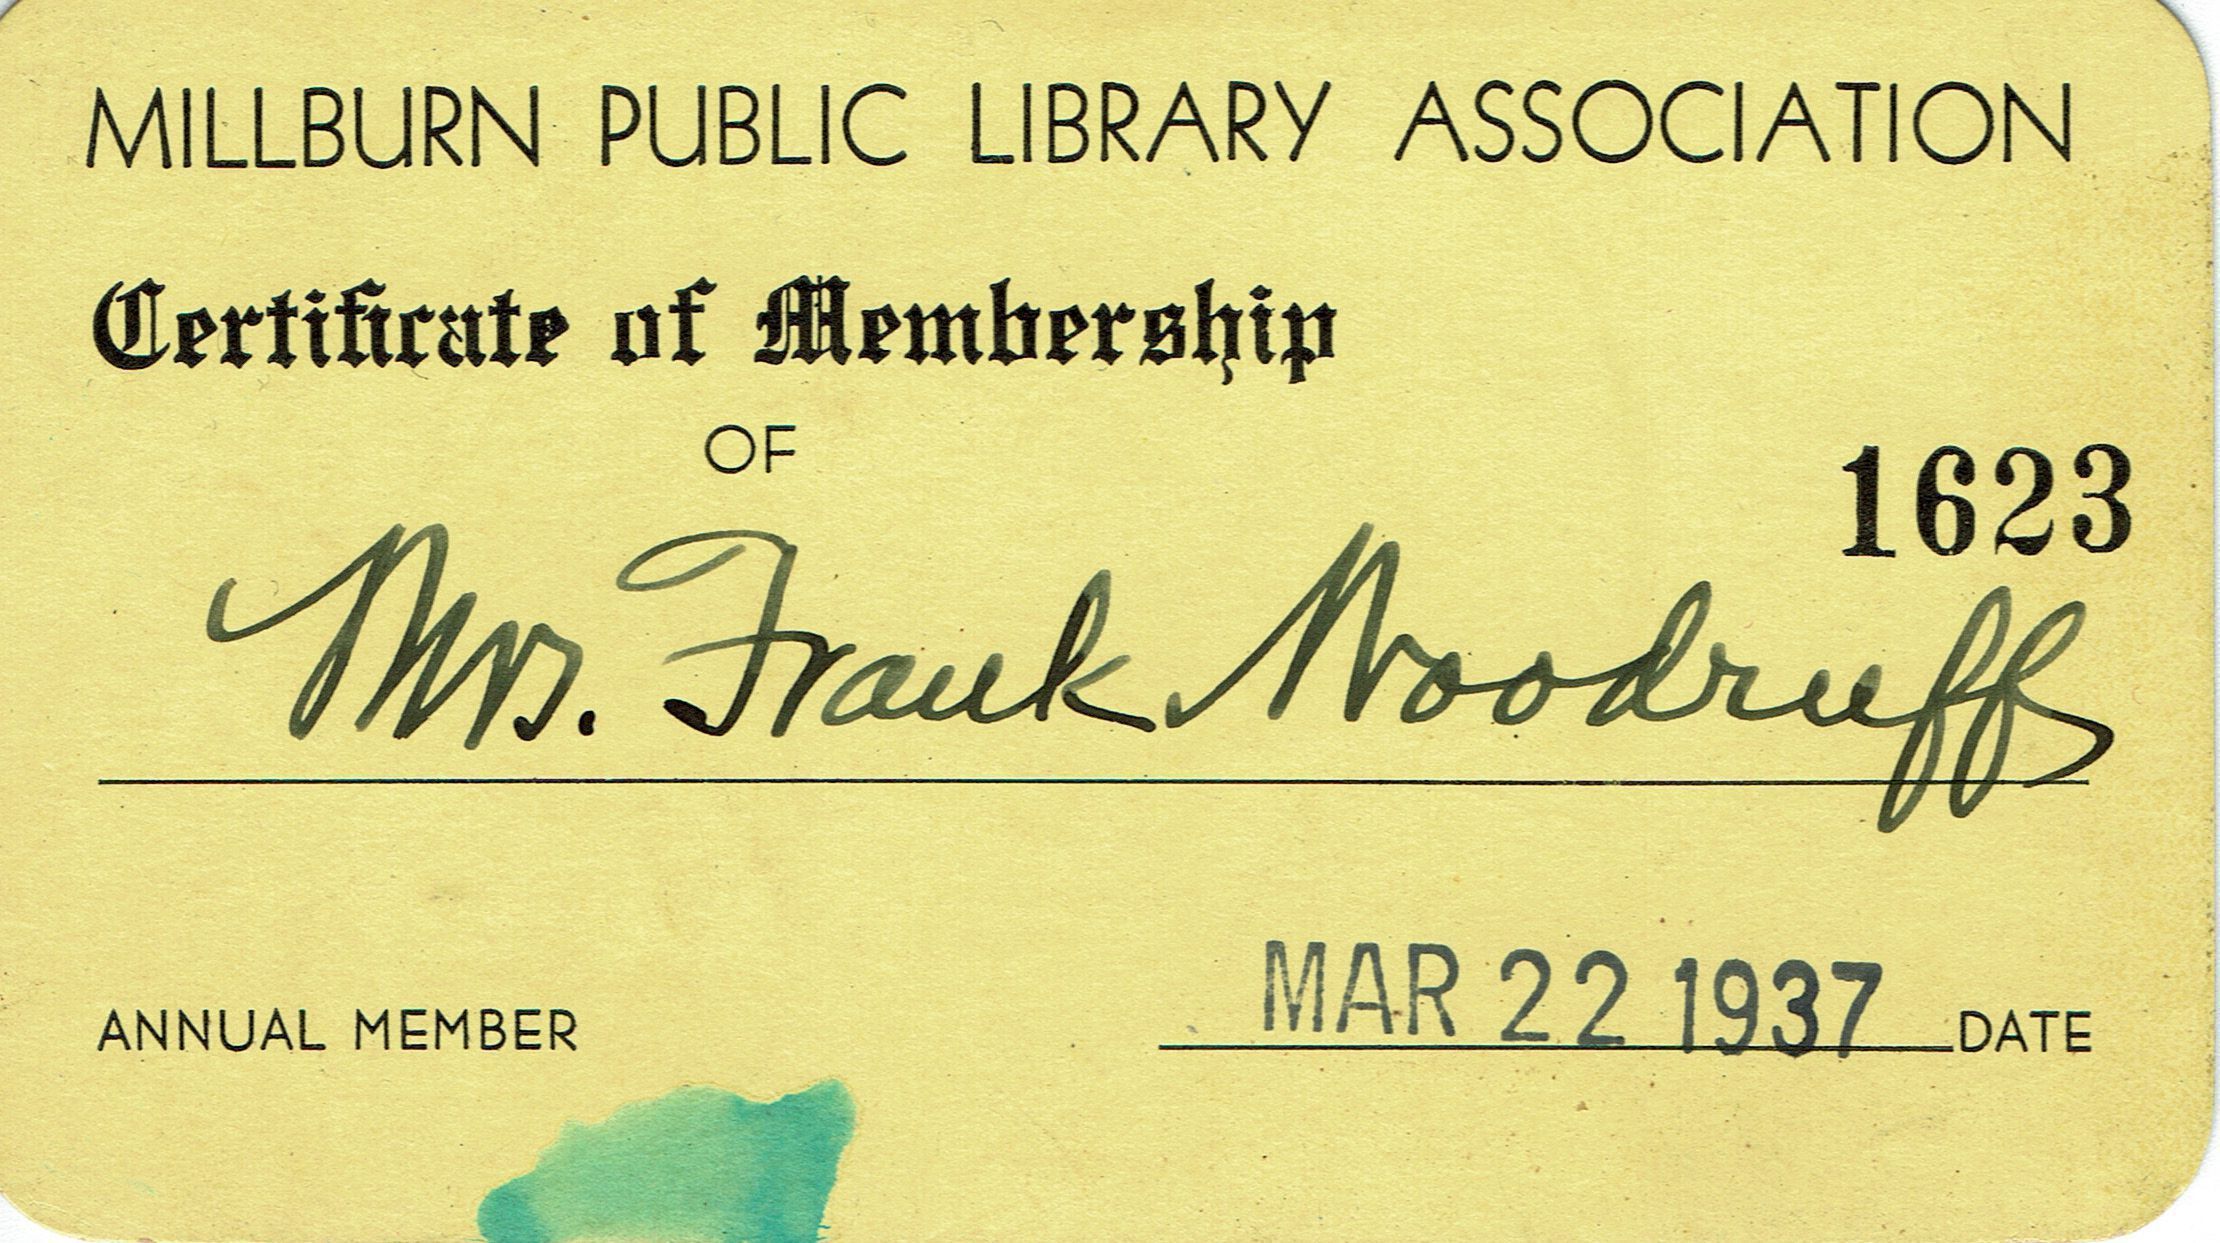 MILLBURN PUBLIC LIBRARY ASSOCIATION
Certificate of Membership
OF
1623
Mrs. Frank Woodruff
MAR 22 1937
ANNUAL MEMBER DATE